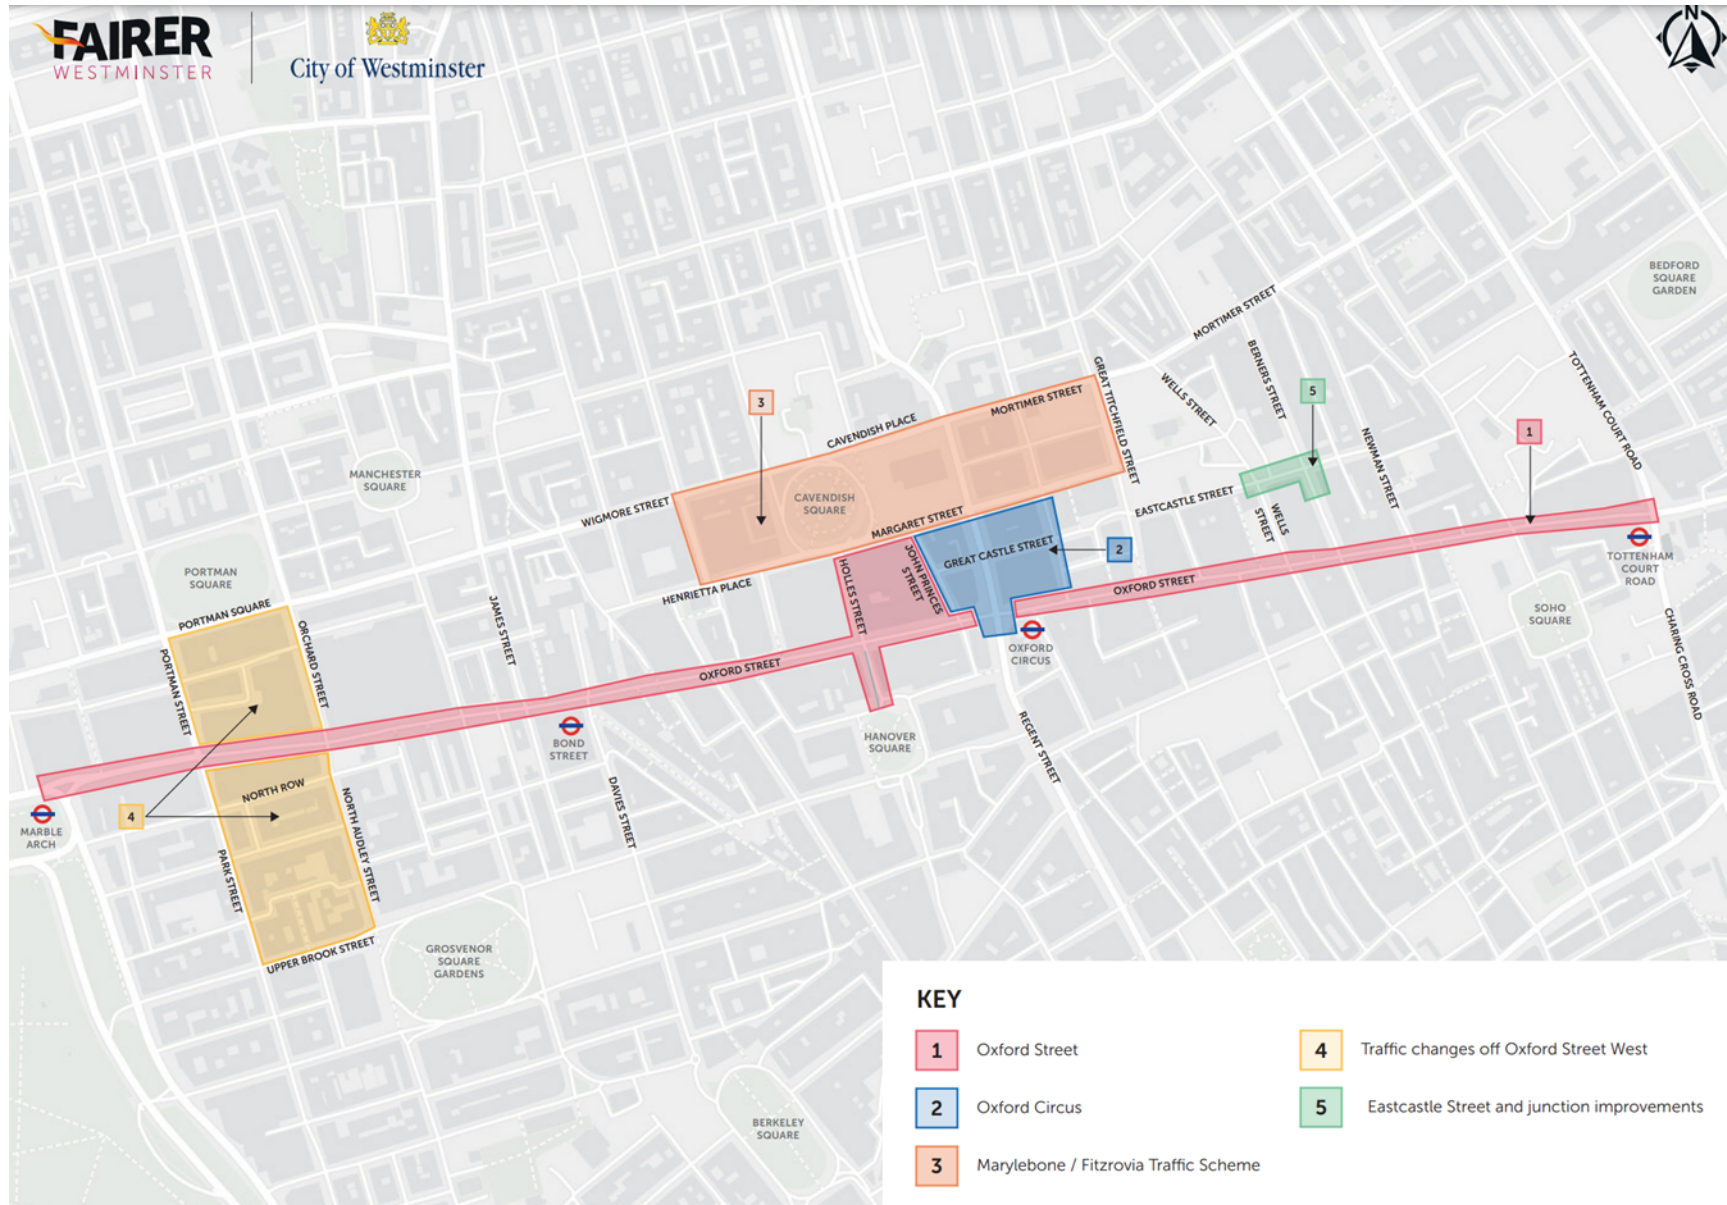 FAIRER
WESTMINSTER
City of Westminster
N
BEDFORD
SQUARE
GARDEN
MORTIMER STREET
BERNERS STREET
TOTTENHAM COURT ROAD
GREAT TITCHFIELD STREET
WELLS STREET
5
3
MORTIMER STREET
CAVENDISH PLACE
1
NEWMAN STREET
MANCHESTER
SQUARE
WIGMORE STREET
CAVENDISH
SQUARE
EASTCASTLE STREET
WELLS
STREET
MARGARET STREET
GREAT CASTLE STREET
2
JOHN PRINCES
STREET
HOLLES STREET
TOTTENHAM
COURT
ROAD
PORTMAN
SQUARE
HENRIETTA PLACE
OXFORD STREET
PORTMAN SQUARE
JAMES STREET
SOHO
SQUARE
ORCHARD STREET
PORTMAN STREET
OXFORD
CIRCUS
CHARING CROSS ROAD
OXFORD STREET
BOND
STREET
HANOVER
SQUARE
REGENT STREET
NORTH ROW
DAVIES STREET
NORTH AUDLEY STREET
4
MARBLE
ARCH
PARK STREET
UPPER BROOK STREET
GROSVENOR
SQUARE
GARDENS
BERKELEY
SQUARE
KEY
1 Oxford Street
2 Oxford Circus
3 Marylebone / Fitzrovia Traffic Scheme
4 Traffic changes off Oxford Street West
5 Eastcastle Street and junction improvements